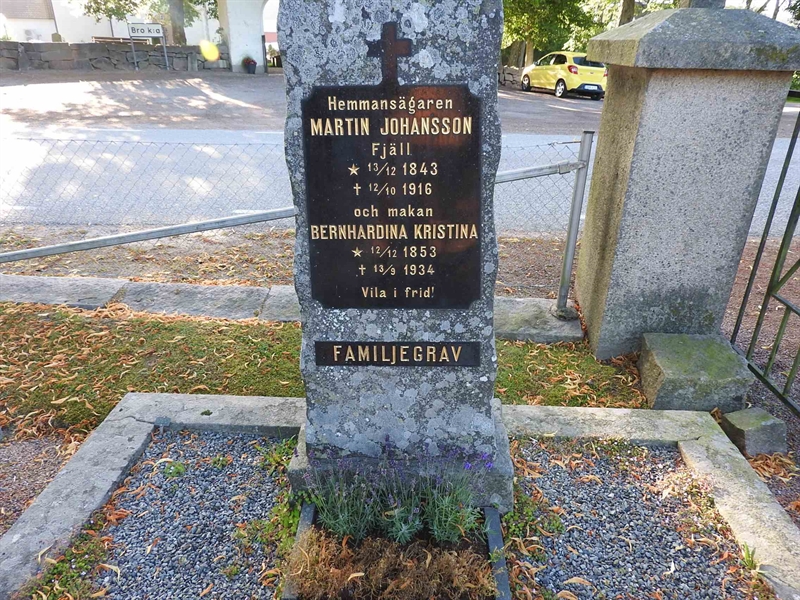 Bro k:a
Hemmansägaren
MARTIN JOHANSSON
Fjäll
★ 13/12 1843
✝ 12/10 1916
och makan
BERNHARDINA KRISTINA
★ 12/12 1853
✝ 13/9 1934
Vila i frid!
FAMILJEGRAV